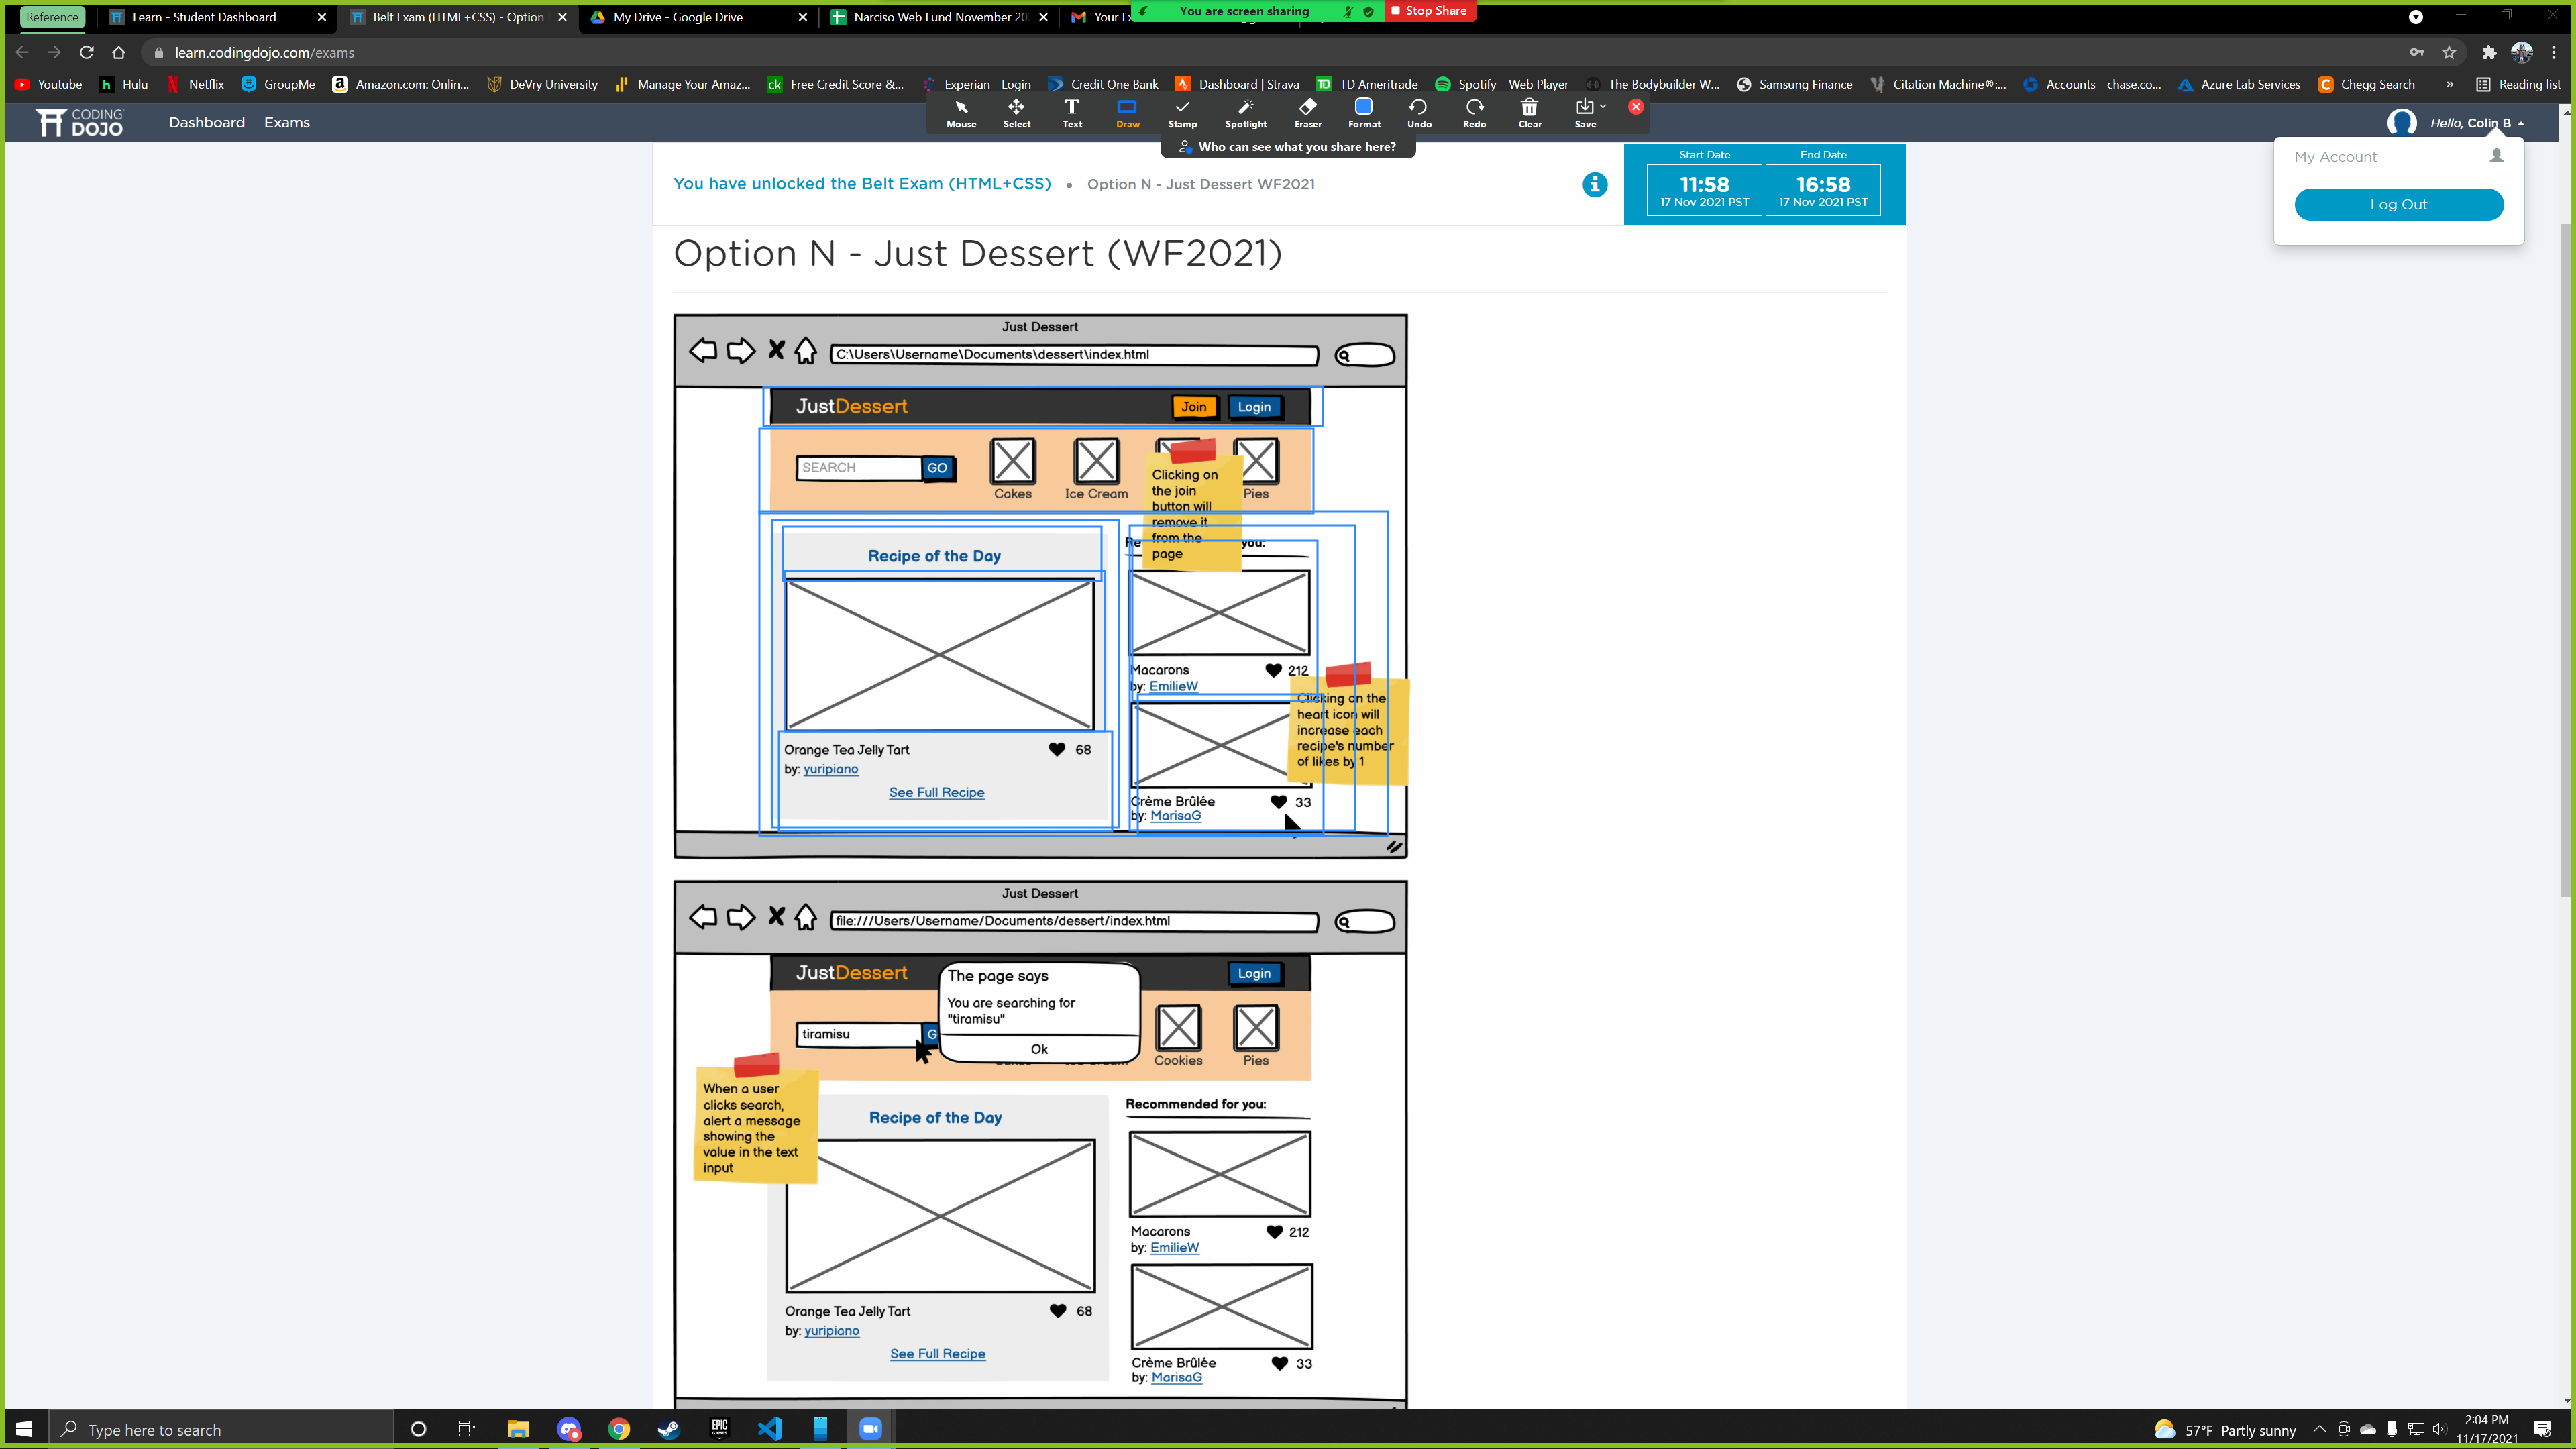 Reference
Learn - Student Dashboard
Belt Exam (HTML+CSS) - Option
My Drive - Google Drive
Narciso Web Fund November 20
Your Ex
You are screen sharing
Stop Share
learn.codingdojo.com/exams
Youtube
Hulu
Netflix
GroupMe
Amazon.com: Onlin...
DeVry University
Manage Your Amaz...
Free Credit Score &...
Experian - Login
Credit One Bank
Dashboard | Strava
TD Ameritrade
Spotify – Web Player
The Bodybuilder W...
Samsung Finance
Citation Machine®:...
Accounts - chase.co...
Azure Lab Services
Chegg Search
»
Reading list
Mouse
Select
Text
Draw
Stamp
Spotlight
Eraser
Format
Undo
Redo
Clear
Save
Who can see what you share here?
CODING
DOJO
Dashboard
Exams
Hello, Colin B
My Account
Log Out
You have unlocked the Belt Exam (HTML+CSS) • Option N - Just Dessert WF2021
Start Date
11:58
17 Nov 2021 PST
End Date
16:58
17 Nov 2021 PST
Option N - Just Dessert (WF2021)
Just Dessert
C:\Users\Username\Documents\dessert\index.html
JustDessert
Join
Login
SEARCH
GO
Cakes
Ice Cream
Pies
Clicking on
the join
button will
remove it
from the
page
Recipe of the Day
Re
you:
Macarons
212
by: EmilieW
Clicking on the
heart icon will
increase each
recipe's number
of likes by 1
Orange Tea Jelly Tart
68
by: yuripiano
See Full Recipe
Crème Brûlée
33
by: MarisaG
Just Dessert
file:///Users/Username/Documents/dessert/index.html
JustDessert
Login
The page says
You are searching for
"tiramisu"
Ok
tiramisu
G
Cookies
Pies
When a user
clicks search,
alert a message
showing the
value in the text
input
Recipe of the Day
Recommended for you:
Macarons
212
by: EmilieW
Orange Tea Jelly Tart
68
by: yuripiano
See Full Recipe
Crème Brûlée
33
by: MarisaG
Type here to search
EPIC
GAMES
57°F Partly sunny
2:04 PM
11/17/2021